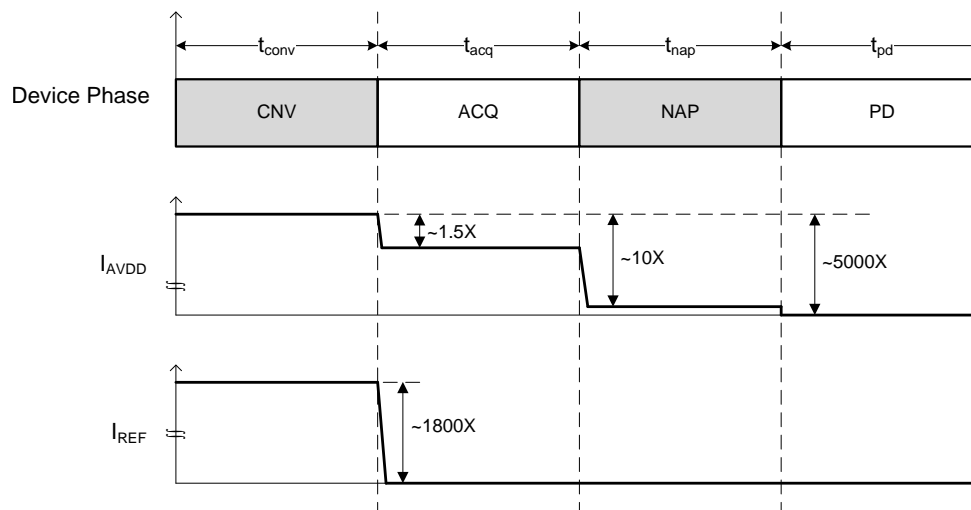 tconv tacq tnap tpd
Device Phase
CNV ACQ NAP PD
~1.5X
~10X
~5000X
IAVDD
~1800X
IREF